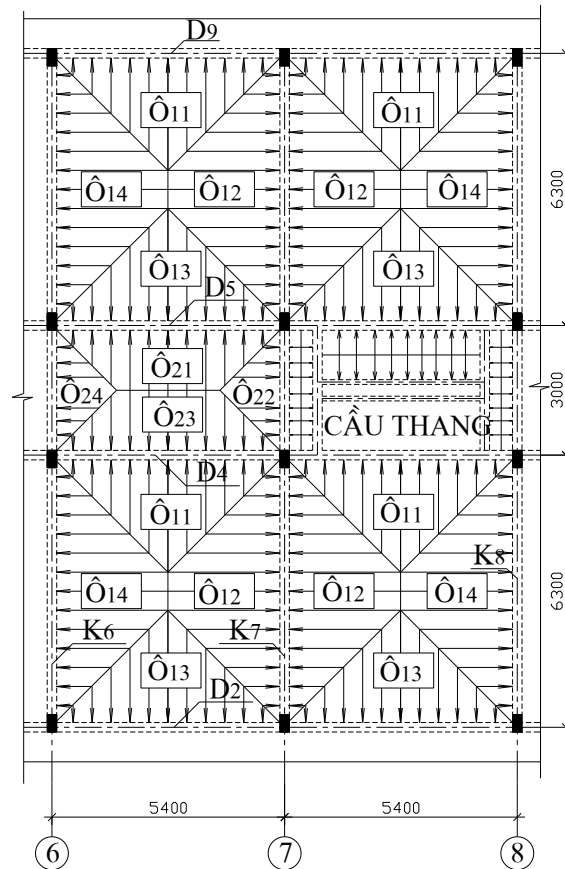 D9
Ô11 Ô11
6300
Ô14 Ô12 Ô12 Ô14
Ô13 Ô13
D5
Ô21
Ô24 Ô22
3000
Ô23
CẦU THANG
D4
Ô11 Ô11
K8
Ô14 Ô12 Ô12 Ô14
6300
K6 K7
Ô13 Ô13
D2
5400 5400
6 7 8